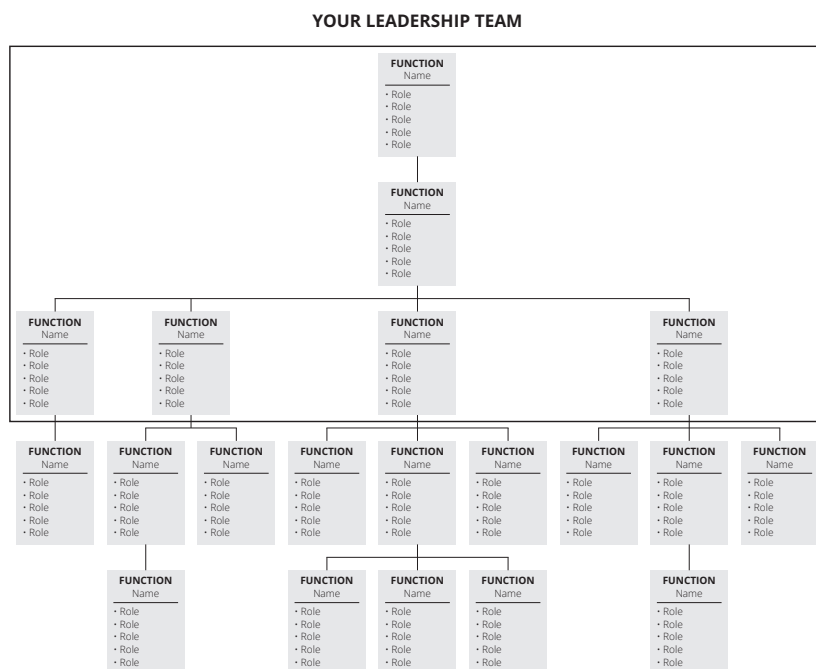 YOUR LEADERSHIP TEAM
FUNCTION
Name
• Role
• Role
• Role
• Role
• Role
FUNCTION
Name
• Role
• Role
• Role
• Role
• Role
FUNCTION
Name
• Role
• Role
• Role
• Role
• Role
FUNCTION
Name
• Role
• Role
• Role
• Role
• Role
FUNCTION
Name
• Role
• Role
• Role
• Role
• Role
FUNCTION
Name
• Role
• Role
• Role
• Role
• Role
FUNCTION
Name
• Role
• Role
• Role
• Role
• Role
FUNCTION
Name
• Role
• Role
• Role
• Role
• Role
FUNCTION
Name
• Role
• Role
• Role
• Role
• Role
FUNCTION
Name
• Role
• Role
• Role
• Role
• Role
FUNCTION
Name
• Role
• Role
• Role
• Role
• Role
FUNCTION
Name
• Role
• Role
• Role
• Role
• Role
FUNCTION
Name
• Role
• Role
• Role
• Role
• Role
FUNCTION
Name
• Role
• Role
• Role
• Role
• Role
FUNCTION
Name
• Role
• Role
• Role
• Role
• Role
FUNCTION
Name
• Role
• Role
• Role
• Role
• Role
FUNCTION
Name
• Role
• Role
• Role
• Role
• Role
FUNCTION
Name
• Role
• Role
• Role
• Role
• Role
FUNCTION
Name
• Role
• Role
• Role
• Role
• Role
FUNCTION
Name
• Role
• Role
• Role
• Role
• Role